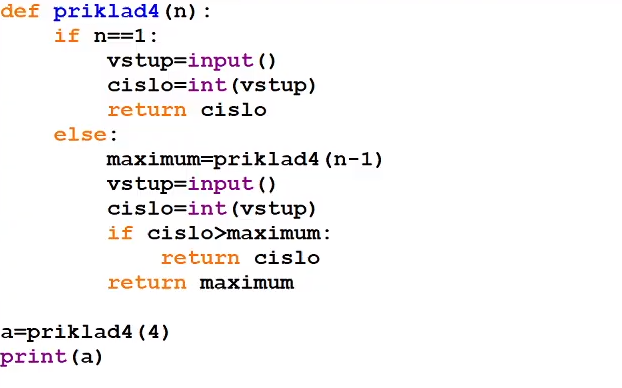 def priklad4(n):
    if n==1:
        vstup=input()
        cislo=int(vstup)
        return cislo
    else:
        maximum=priklad4(n-1)
        vstup=input()
        cislo=int(vstup)
        if cislo>maximum:
            return cislo
        return maximum

a=priklad4(4)
print(a)